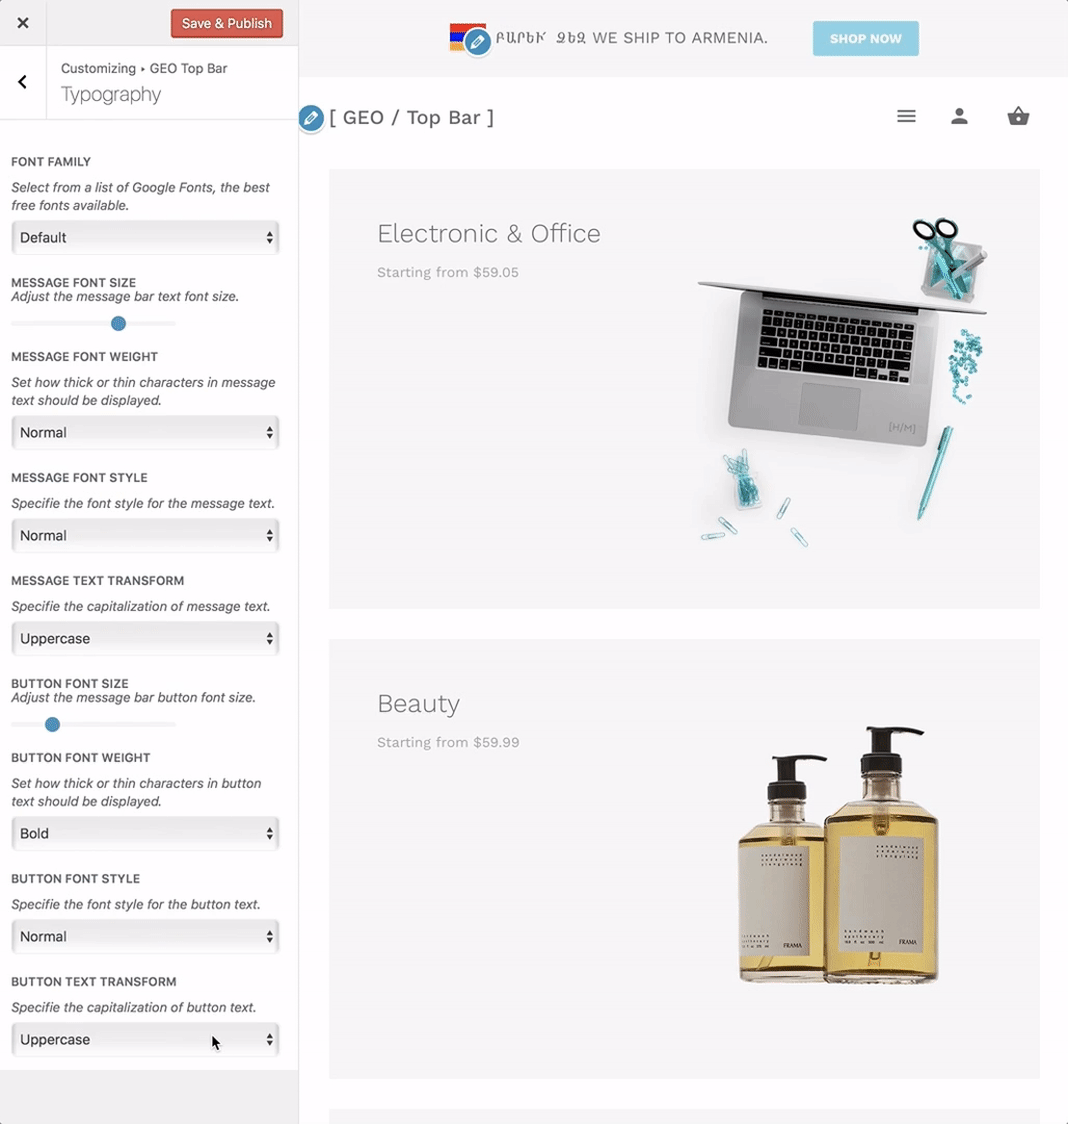 Save & Publish
Customizing ▸ GEO Top Bar
Typography
FONT FAMILY
Select from a list of Google Fonts, the best
free fonts available.
Default
MESSAGE FONT SIZE
Adjust the message bar text font size.
MESSAGE FONT WEIGHT
Set how thick or thin characters in message
text should be displayed.
Normal
MESSAGE FONT STYLE
Specifie the font style for the message text.
Normal
MESSAGE TEXT TRANSFORM
Specifie the capitalization of message text.
Uppercase
BUTTON FONT SIZE
Adjust the message bar button font size.
BUTTON FONT WEIGHT
Set how thick or thin characters in button
text should be displayed.
Bold
BUTTON FONT STYLE
Specifie the font style for the button text.
Normal
BUTTON TEXT TRANSFORM
Specifie the capitalization of button text.
Uppercase
ԲԱՐԵՒ ՁԵԶ WE SHIP TO ARMENIA.
SHOP NOW
[ GEO / Top Bar ]
Electronic & Office
Starting from $59.05
[H/M]
Beauty
Starting from $59.99
FRAMA
FRAMA